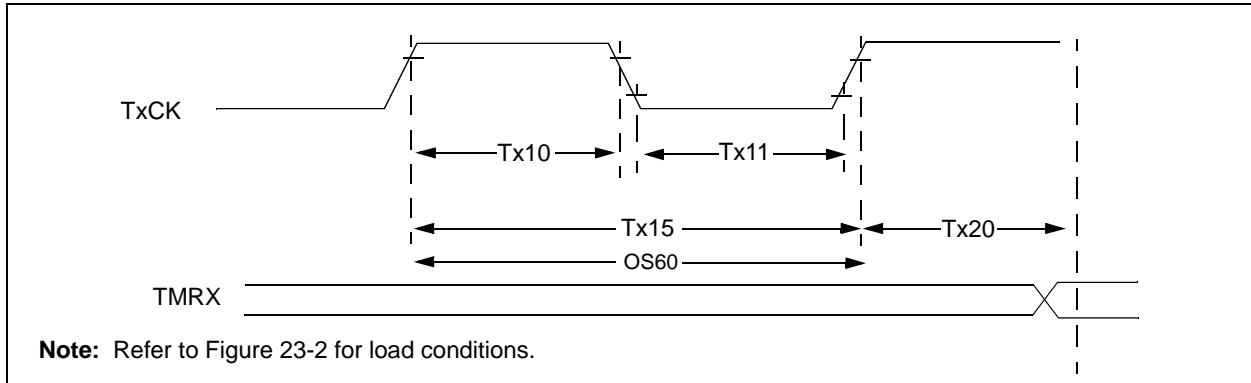 TxCK
Tx10
Tx11
Tx15
Tx20
OS60
TMRX
Note: Refer to Figure 23-2 for load conditions.